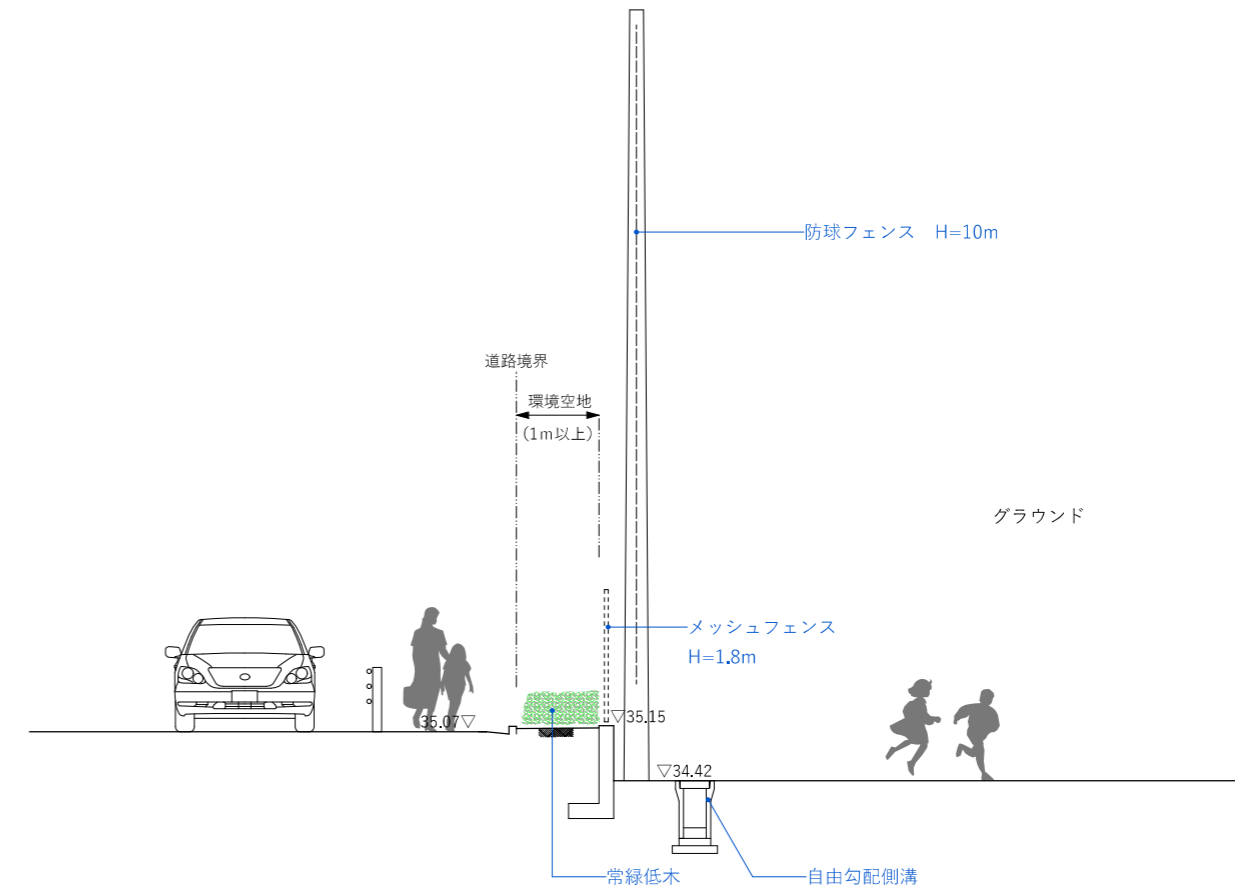 防球フェンス　H=10m
道路境界
環境空地
(1m以上)
グラウンド
メッシュフェンス
H=1.8m
35.07▽
▽35.15
▽34.42
常緑低木
自由勾配側溝